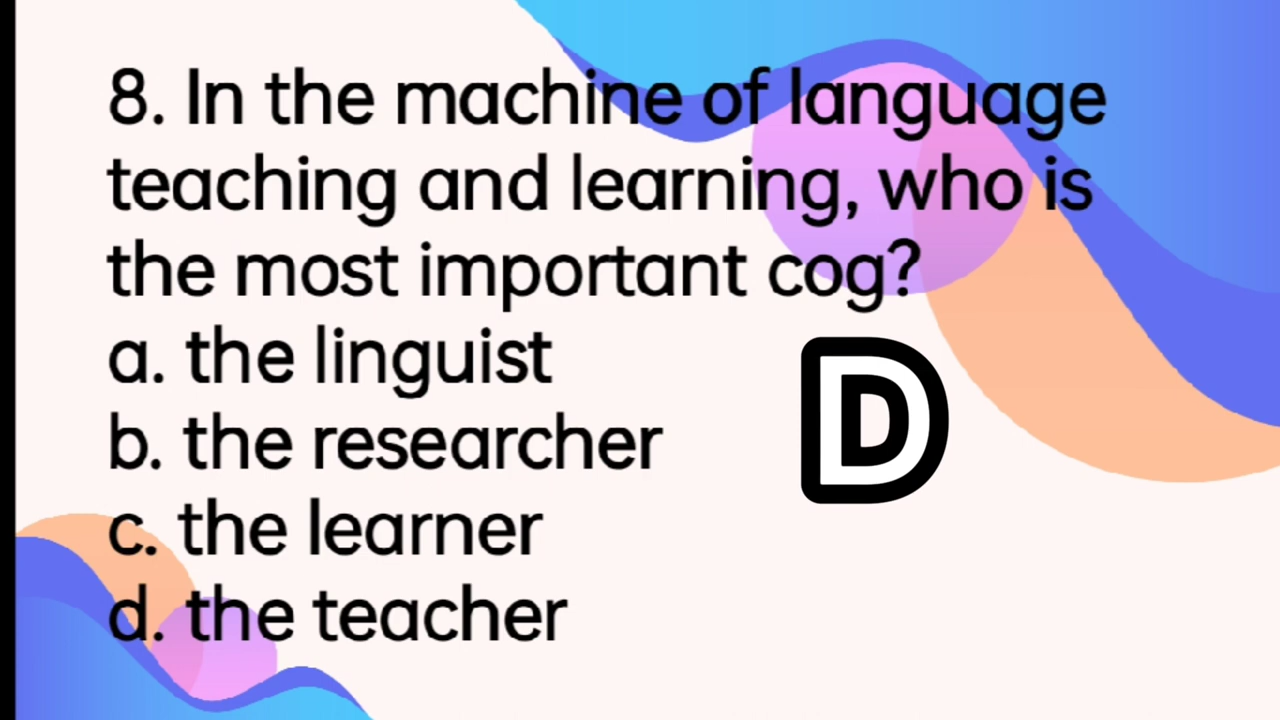 8. In the machine of language
teaching and learning, who is
the most important cog?
a. the linguist
b. the researcher
c. the learner
d. the teacher
D